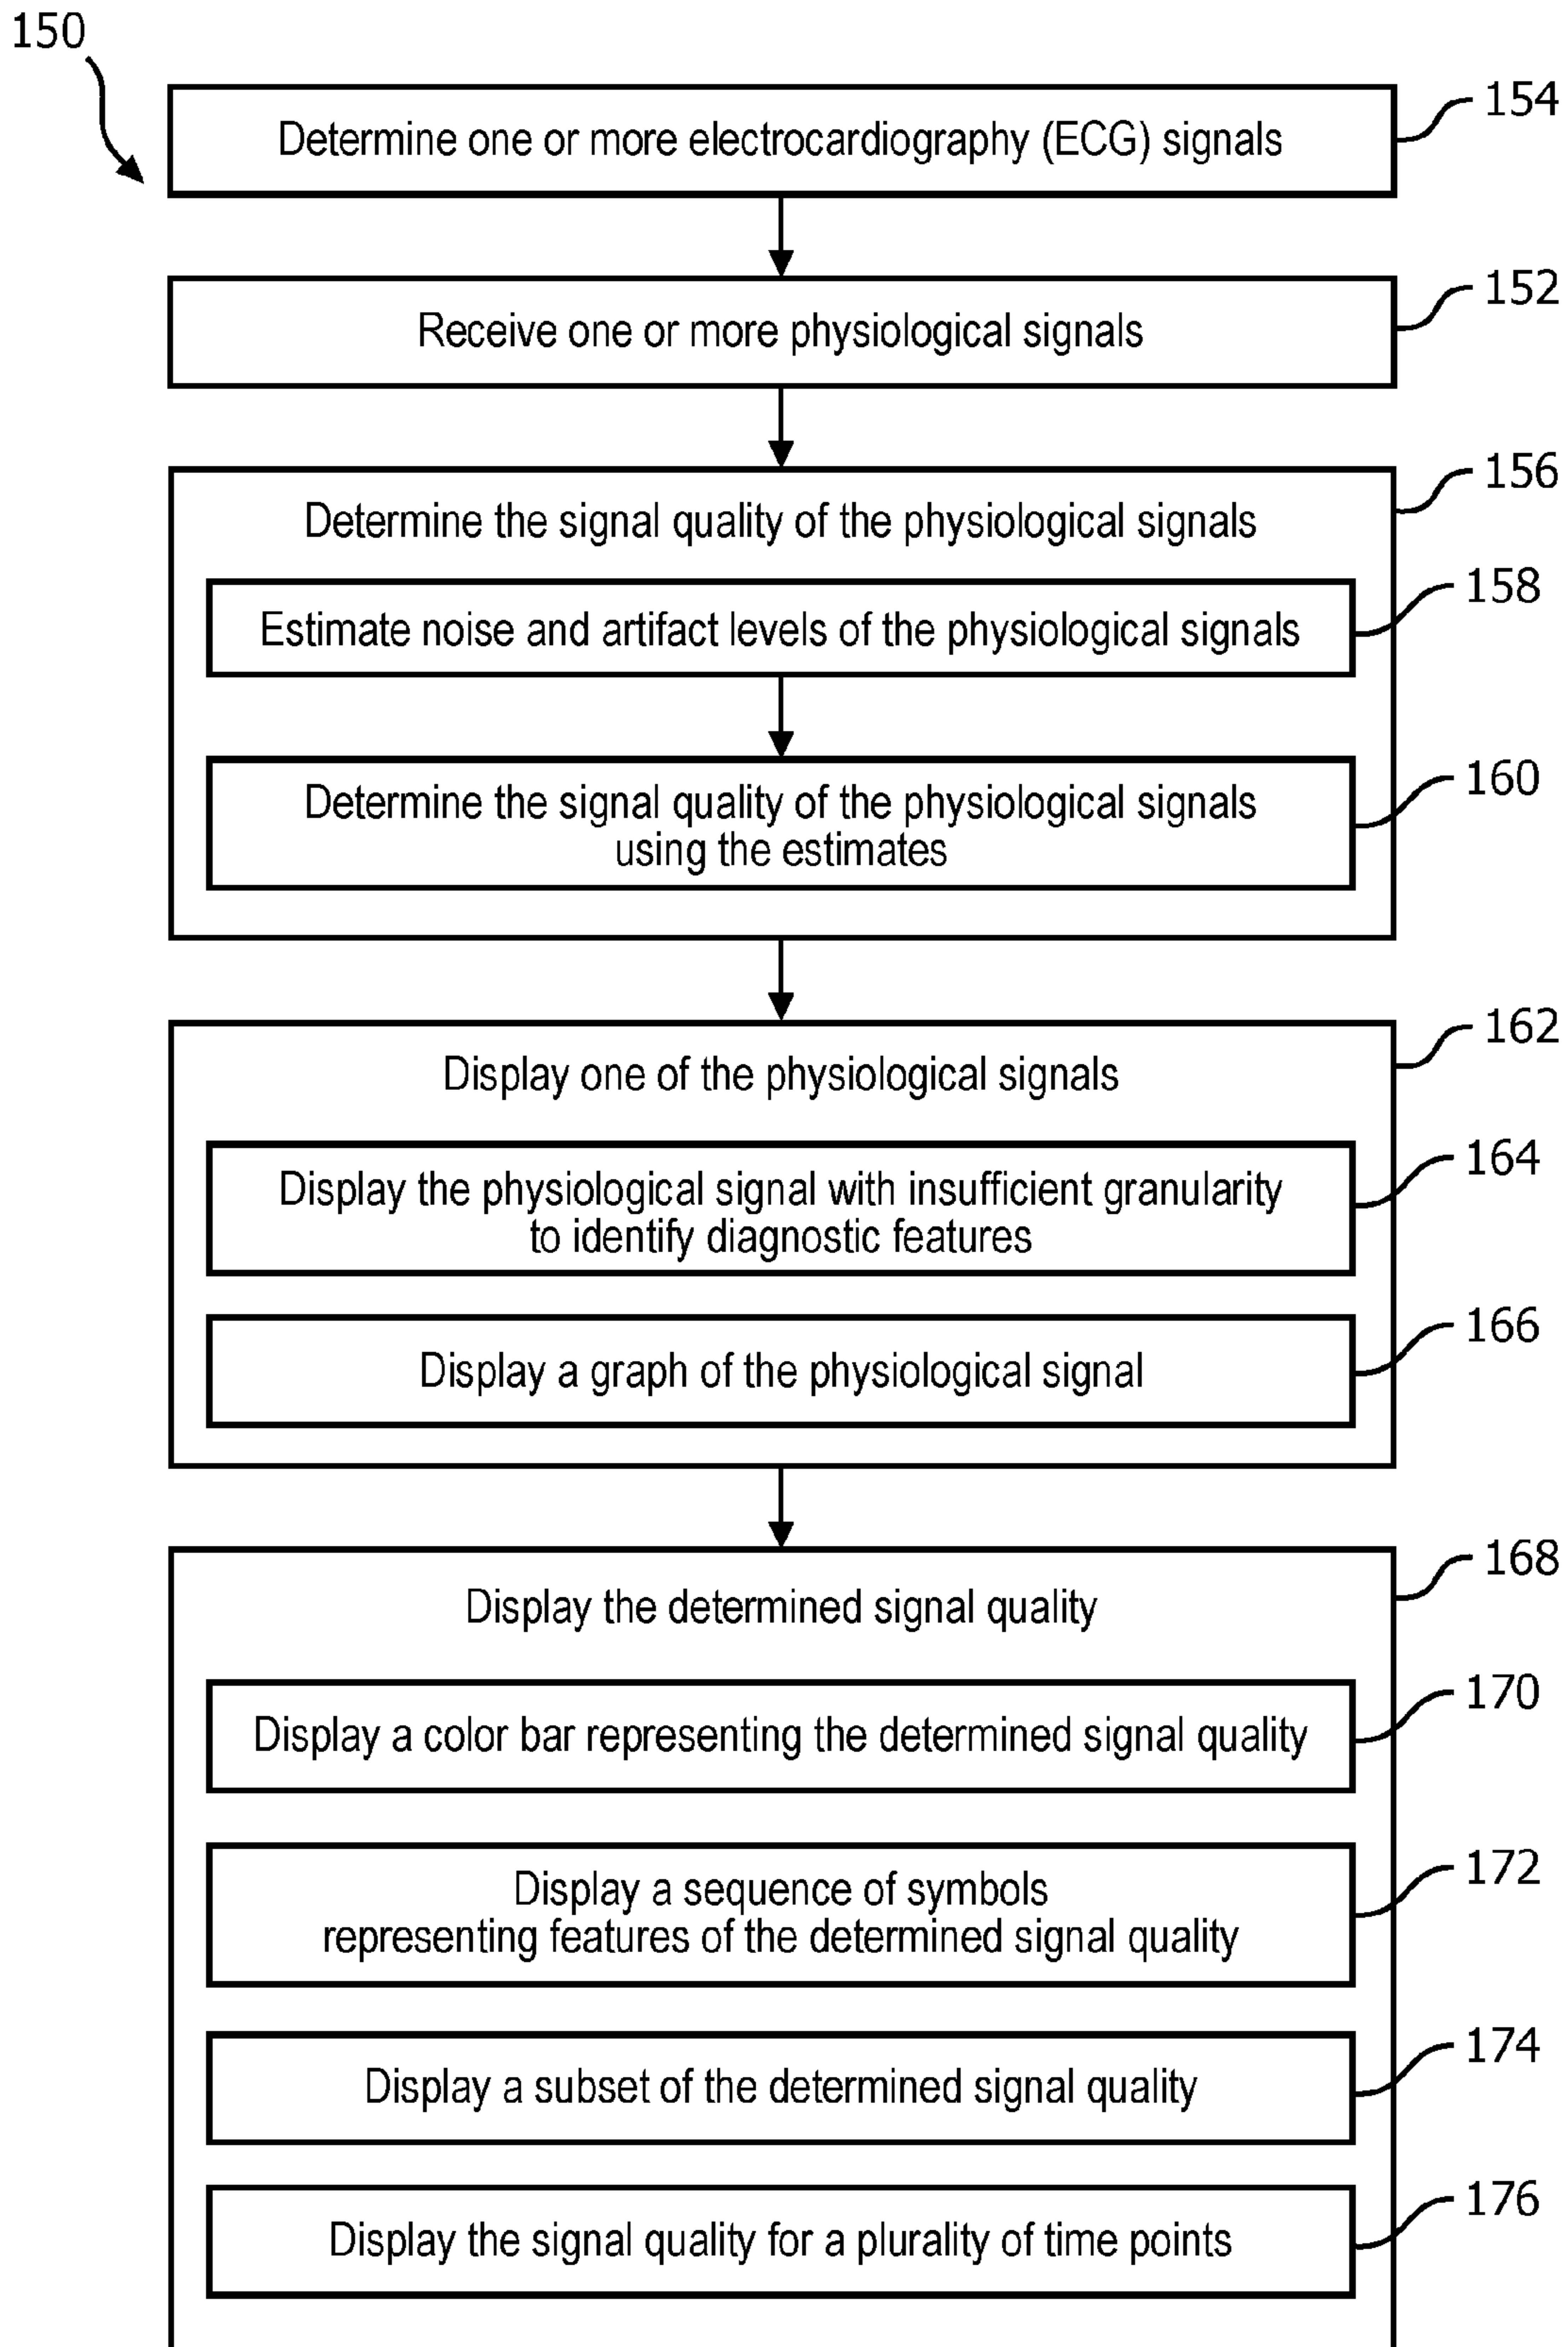 150
Determine one or more electrocardiography (ECG) signals
154
Receive one or more physiological signals
152
Determine the signal quality of the physiological signals
156
Estimate noise and artifact levels of the physiological signals
158
Determine the signal quality of the physiological signals
using the estimates
160
Display one of the physiological signals
162
Display the physiological signal with insufficient granularity
to identify diagnostic features
164
Display a graph of the physiological signal
166
Display the determined signal quality
168
Display a color bar representing the determined signal quality
170
Display a sequence of symbols
representing features of the determined signal quality
172
Display a subset of the determined signal quality
174
Display the signal quality for a plurality of time points
176